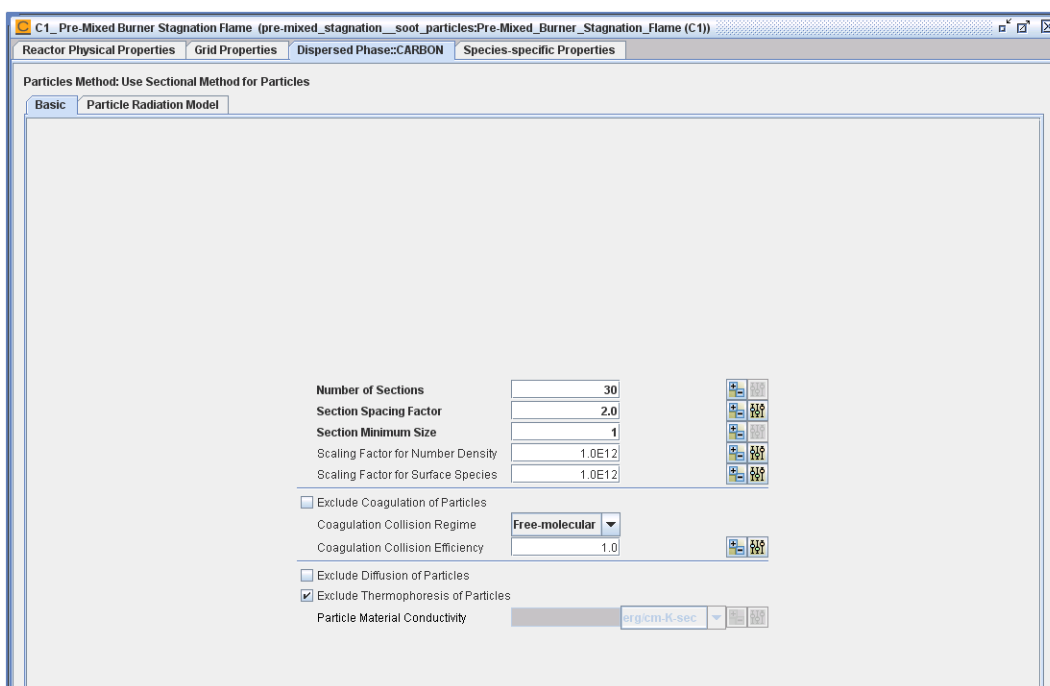 C1_ Pre-Mixed Burner Stagnation Flame (pre-mixed_stagnation__soot_particles:Pre-Mixed_Burner_Stagnation_Flame (C1))
Reactor Physical Properties Grid Properties Dispersed Phase::CARBON Species-specific Properties
Particles Method: Use Sectional Method for Particles
Basic Particle Radiation Model
Number of Sections 30
Section Spacing Factor 2.0
Section Minimum Size 1
Scaling Factor for Number Density 1.0E12
Scaling Factor for Surface Species 1.0E12
Exclude Coagulation of Particles
Coagulation Collision Regime Free-molecular
Coagulation Collision Efficiency 1.0
Exclude Diffusion of Particles
Exclude Thermophoresis of Particles
Particle Material Conductivity erg/cm-K-sec